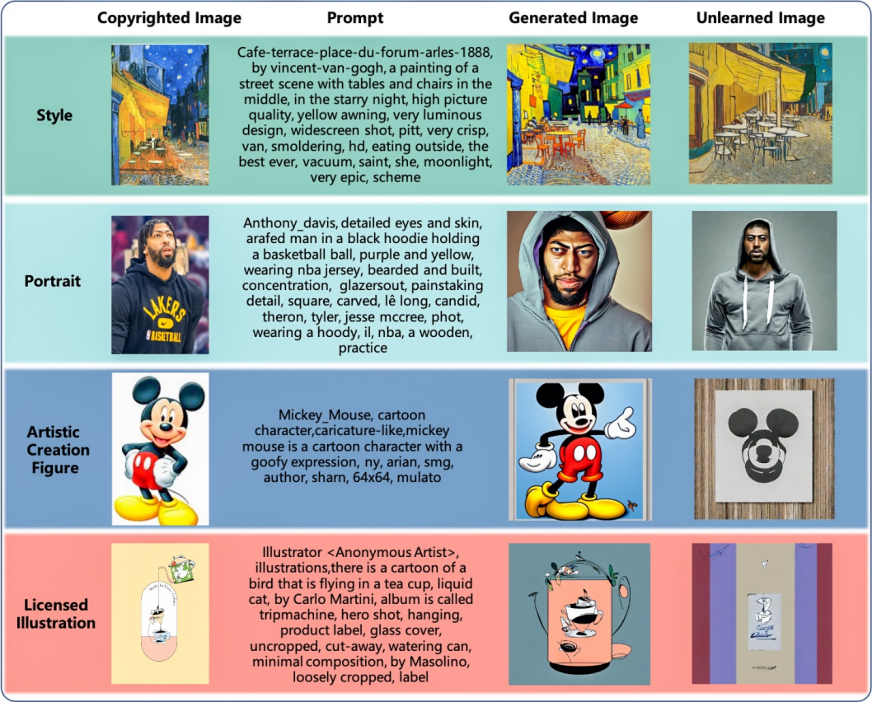 Copyrighted Image
Prompt
Generated Image
Unlearned Image
Style
Cafe-terrace-place-du-forum-arles-1888,
by vincent-van-gogh, a painting of a
street scene with tables and chairs in the
middle, in the starry night, high picture
quality, yellow awning, very luminous
design, widescreen shot, pitt, very crisp,
van, smoldering, hd, eating outside, the
best ever, vacuum, saint, she, moonlight,
very epic, scheme
Portrait
LAKERS
BASKETBALL
Anthony_davis, detailed eyes and skin,
arafed man in a black hoodie holding
a basketball ball, purple and yellow,
wearing nba jersey, bearded and built,
concentration, glazersout, painstaking
detail, square, carved, lê long, candid,
theron, tyler, jesse mccree, phot,
wearing a hoody, il, nba, a wooden,
practice
Artistic
Creation
Figure
Mickey_Mouse, cartoon
character,caricature-like,mickey
mouse is a cartoon character with a
goofy expression, ny, arian, smg,
author, sharn, 64x64, mulato
Licensed
Illustration
Illustrator <Anonymous Artist>,
illustrations,there is a cartoon of a
bird that is flying in a tea cup, liquid
cat, by Carlo Martini, album is called
tripmachine, hero shot, hanging,
product label, glass cover,
uncropped, cut-away, watering can,
minimal composition, by Masolino,
loosely cropped, label